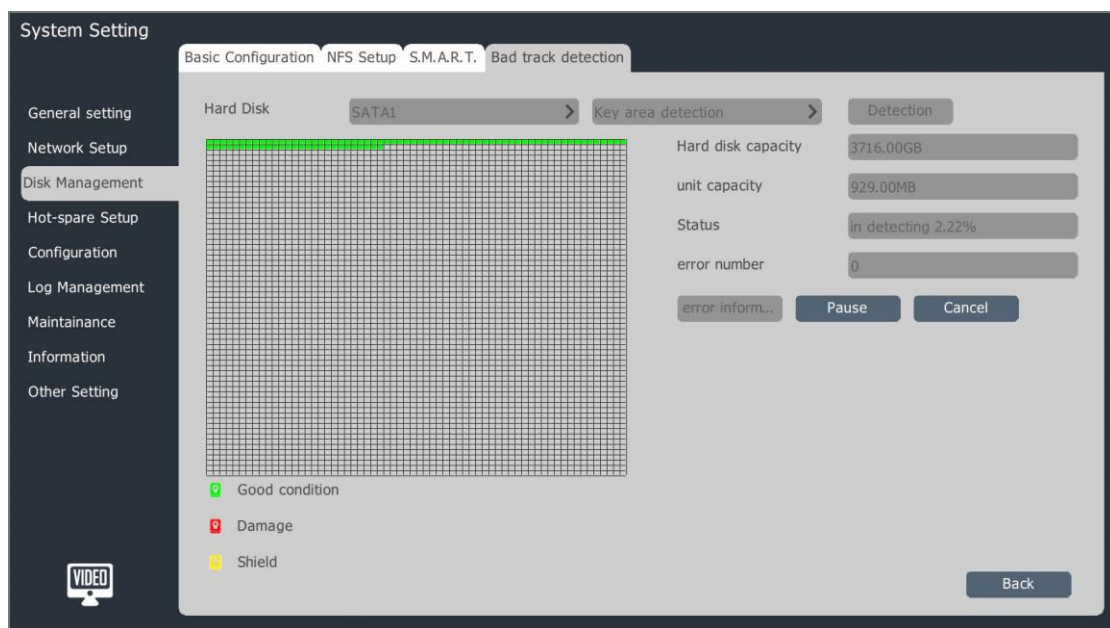 System Setting
Basic Configuration NFS Setup S.M.A.R.T. Bad track detection
General setting
Network Setup
Disk Management
Hot-spare Setup
Configuration
Log Management
Maintainance
Information
Other Setting
VIDEO
Hard Disk SATA1 Key area detection Detection
Hard disk capacity 3716.00GB
unit capacity 929.00MB
Status in detecting 2.22%
error number 0
error inform... Pause Cancel
Good condition
Damage
Shield
Back